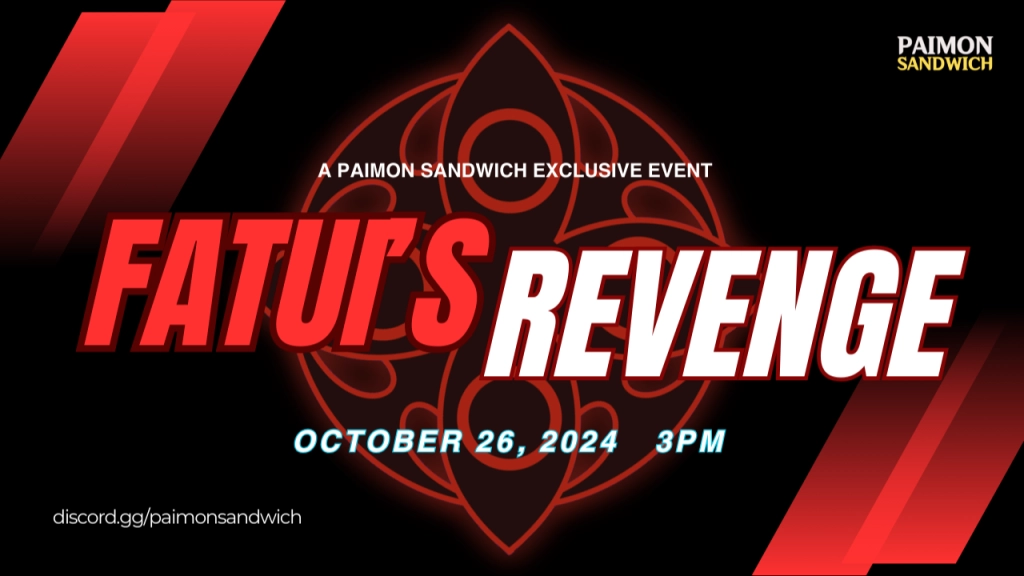 PAIMON
SANDWICH
A PAIMON SANDWICH EXCLUSIVE EVENT
FATUI'S REVENGE
OCTOBER 26, 2024 3PM
discord.gg/paimonsandwich